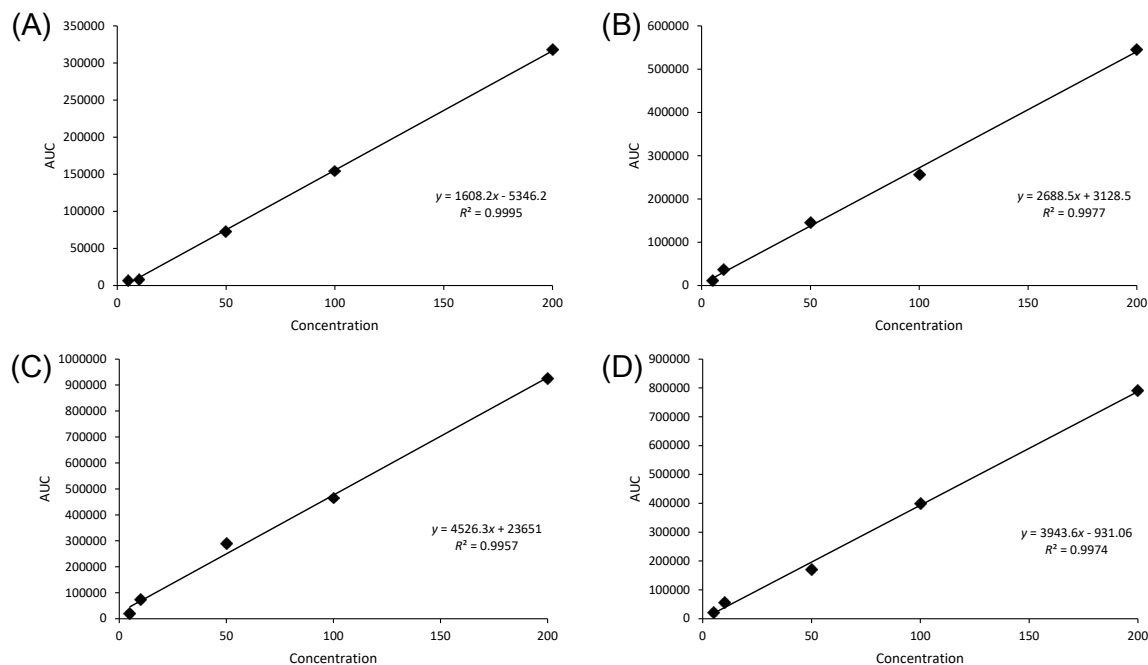 (A)
350000
300000
250000
200000
150000
100000
50000
0
AUC
0 50 100 150 200
Concentration
y = 1608.2x - 5346.2
R² = 0.9995
(B)
600000
500000
400000
300000
200000
100000
0
AUC
0 50 100 150 200
Concentration
y = 2688.5x + 3128.5
R² = 0.9977
(C)
1000000
900000
800000
700000
600000
500000
400000
300000
200000
100000
0
AUC
0 50 100 150 200
Concentration
y = 4526.3x + 23651
R² = 0.9957
(D)
900000
800000
700000
600000
500000
400000
300000
200000
100000
0
AUC
0 50 100 150 200
Concentration
y = 3943.6x - 931.06
R² = 0.9974